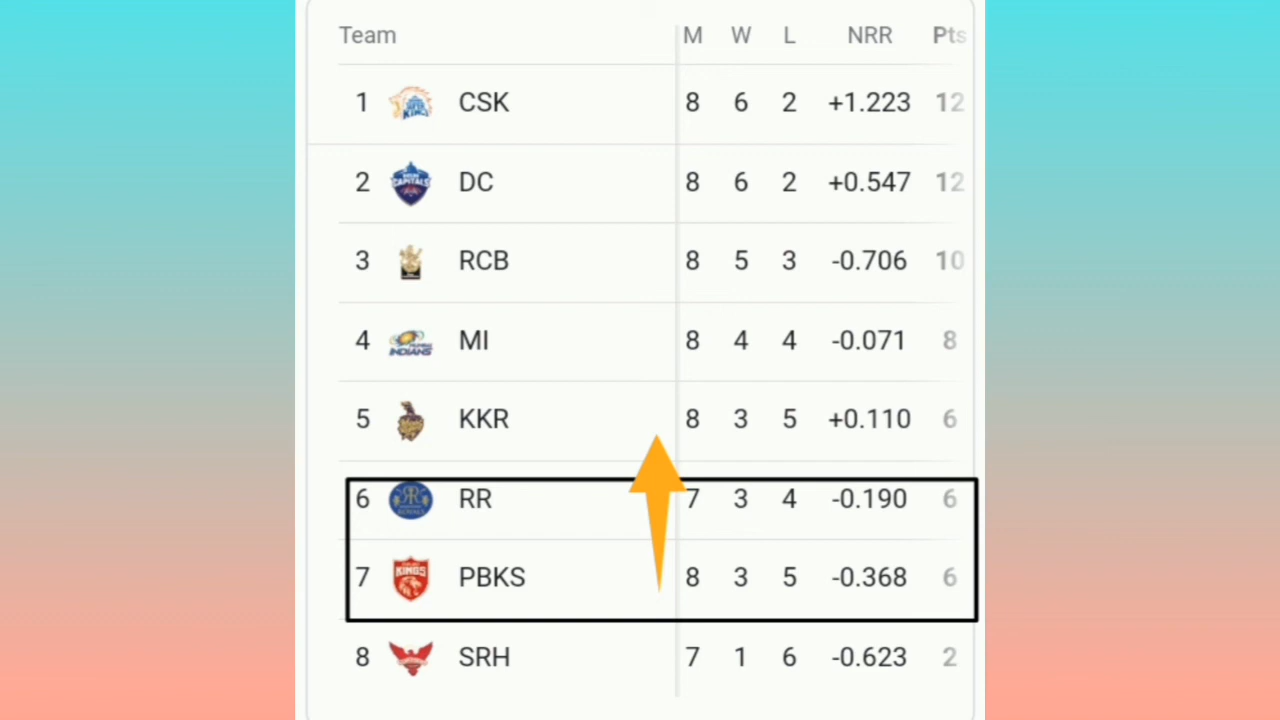 Team M W L NRR Pts
1 CSK 8 6 2 +1.223 12
2 DC 8 6 2 +0.547 12
3 RCB 8 5 3 -0.706 10
4 MI 8 4 4 -0.071 8
5 KKR 8 3 5 +0.110 6
6 RR 7 3 4 -0.190 6
7 PBKS 8 3 5 -0.368 6
8 SRH 7 1 6 -0.623 2